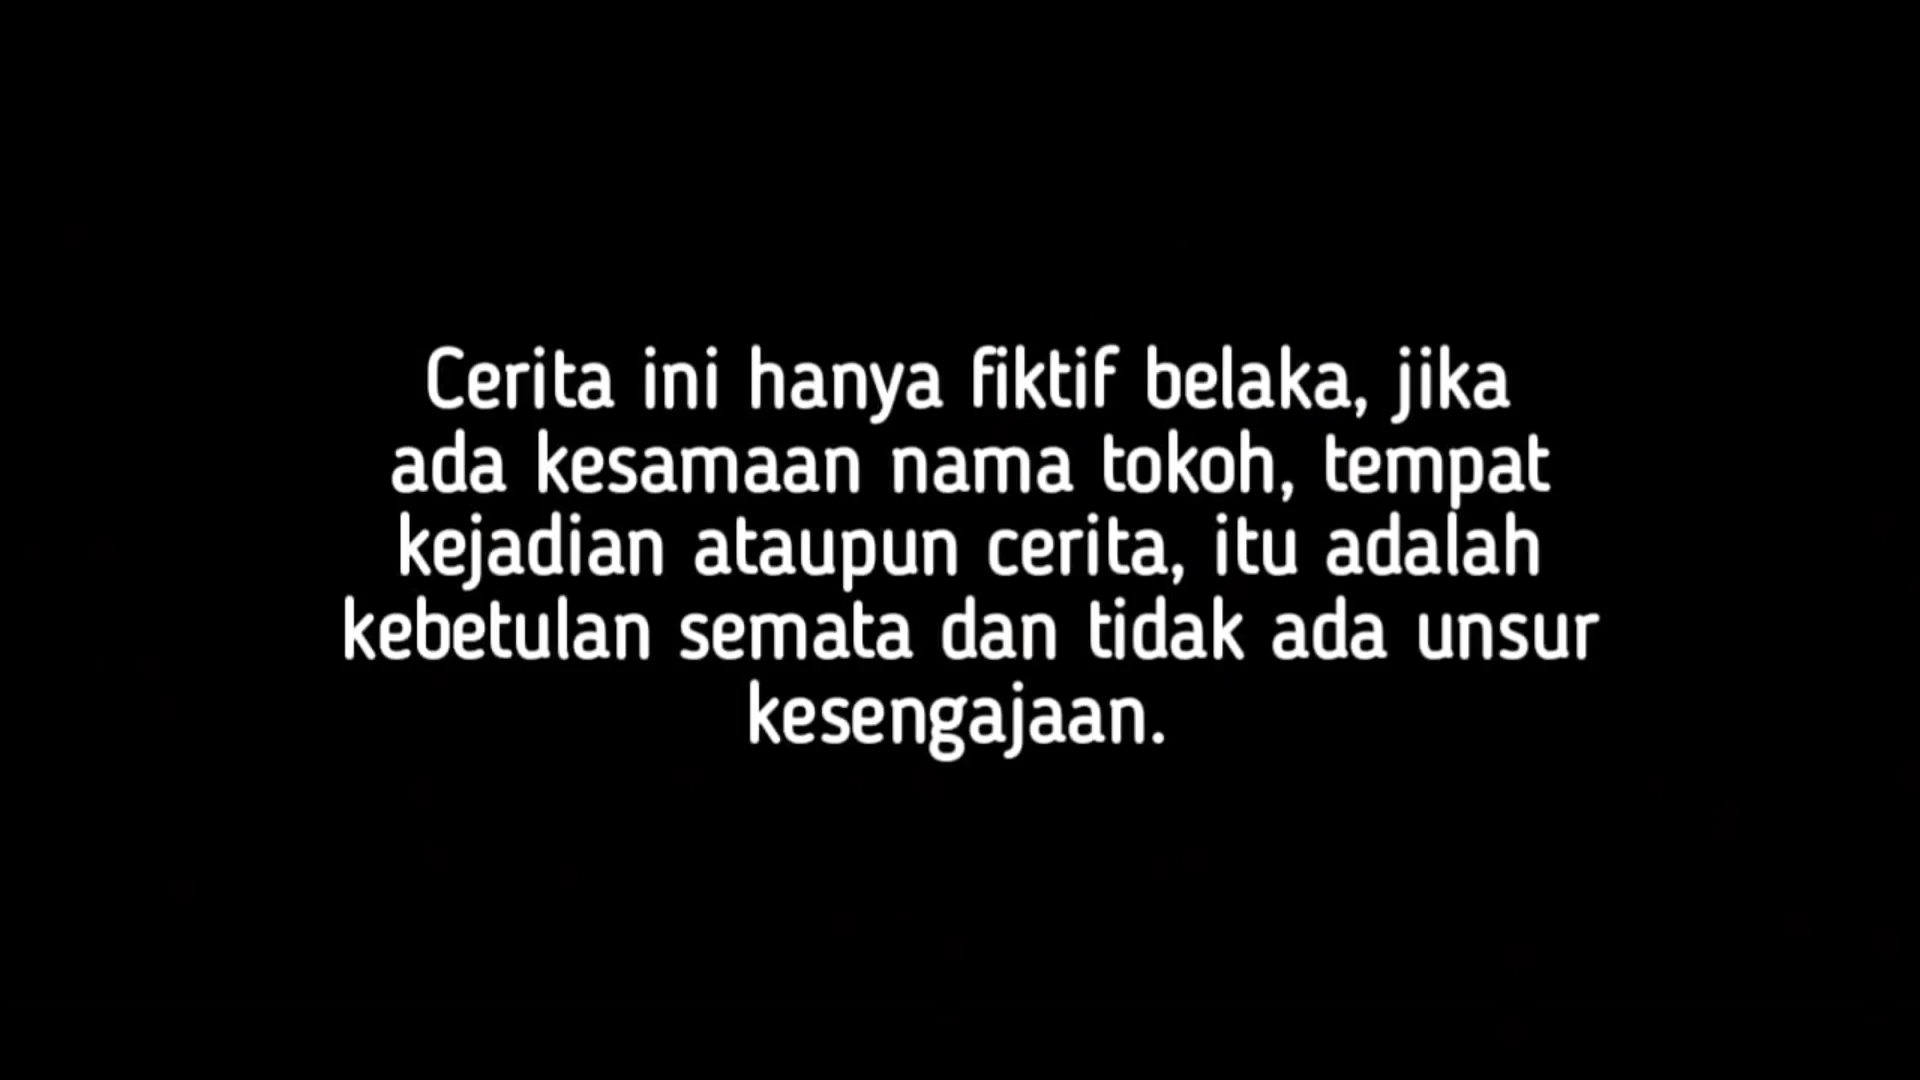 Cerita ini hanya fiktif belaka, jika
ada kesamaan nama tokoh, tempat
kejadian ataupun cerita, itu adalah
kebetulan semata dan tidak ada unsur
kesengajaan.